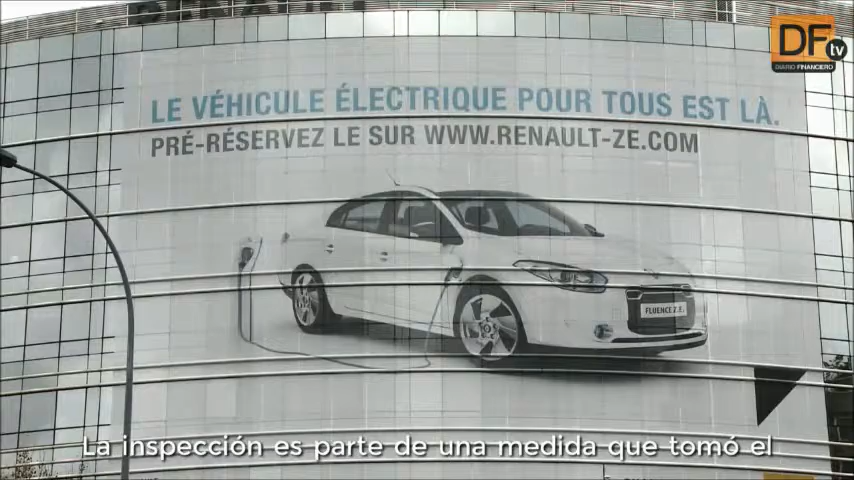 DF tv
DIARIO FINANCIERO
LE VÉHICULE ÉLECTRIQUE POUR TOUS EST LÀ.
PRÉ-RÉSERVEZ LE SUR WWW.RENAULT-ZE.COM
FLUENCE Z.E.
La inspección es parte de una medida que tomó el